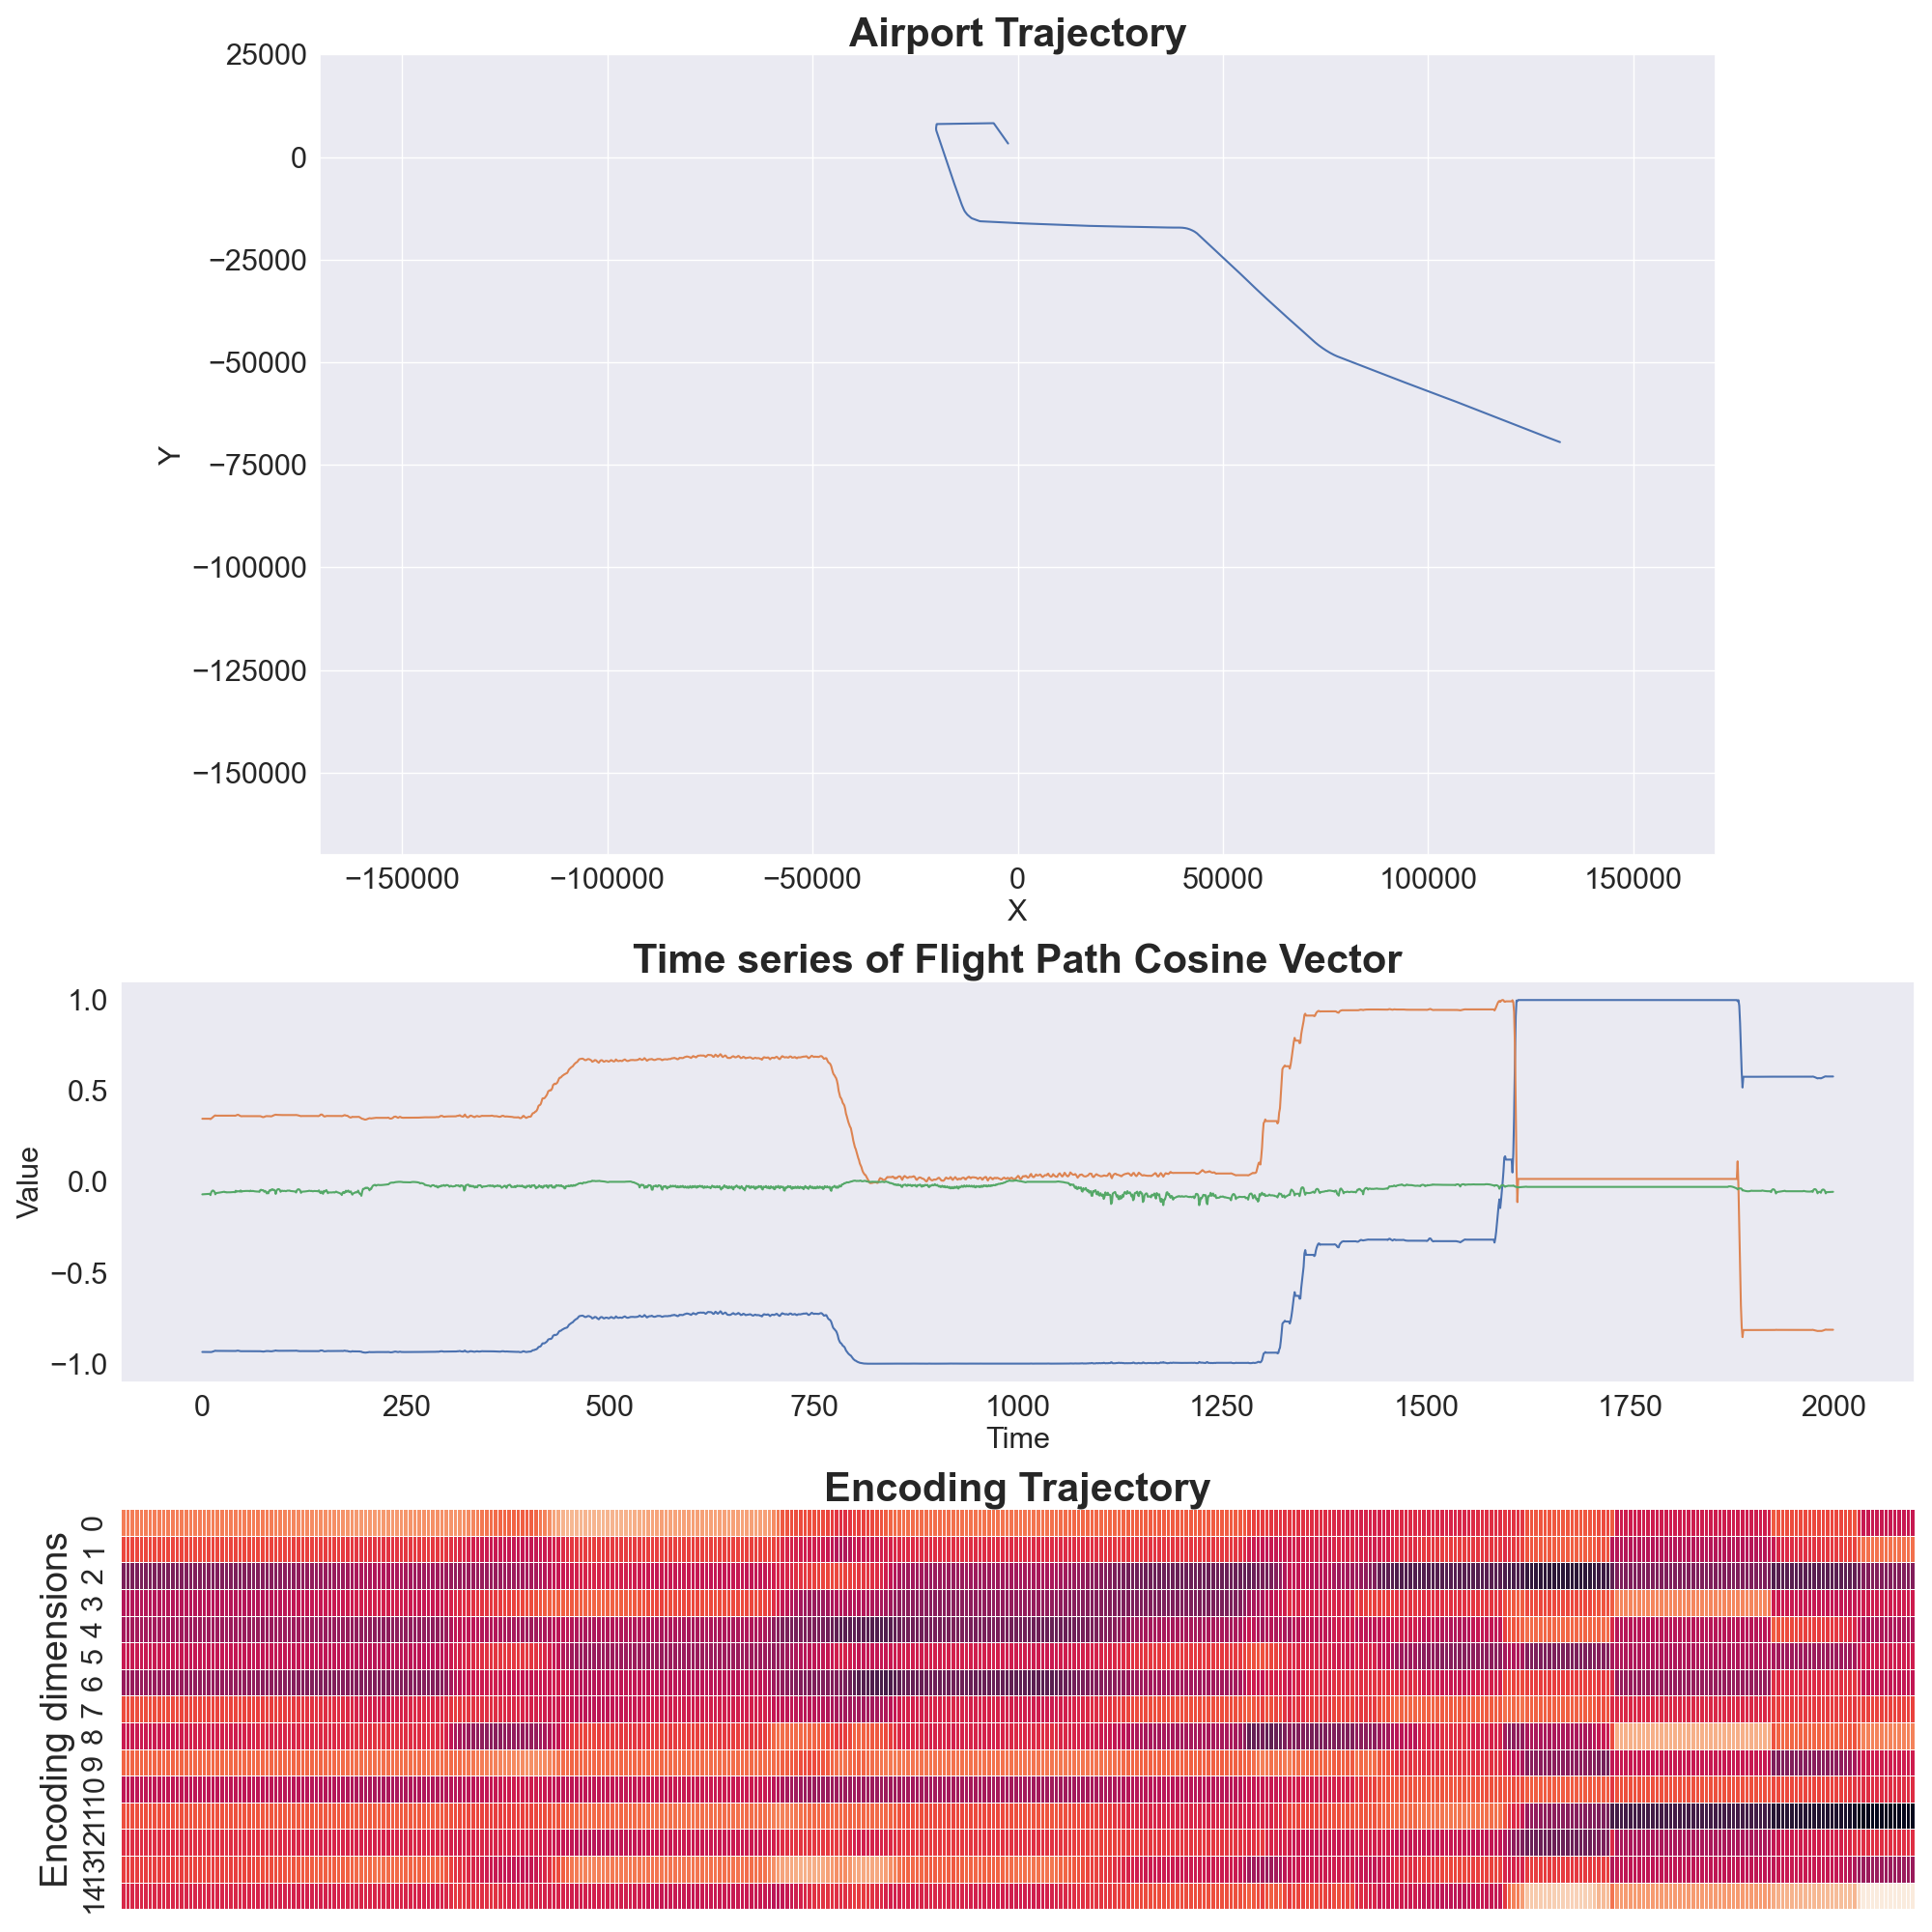 Airport Trajectory
25000
0
−25000
−50000
−75000
−100000
−125000
−150000
Y
−150000 −100000 −50000 0 50000 100000 150000
X
Time series of Flight Path Cosine Vector
1.0
0.5
0.0
−0.5
−1.0
Value
0 250 500 750 1000 1250 1500 1750 2000
Time
Encoding Trajectory
Encoding dimensions
0
1
2
3
4
5
6
7
8
9
10
11
12
13
14